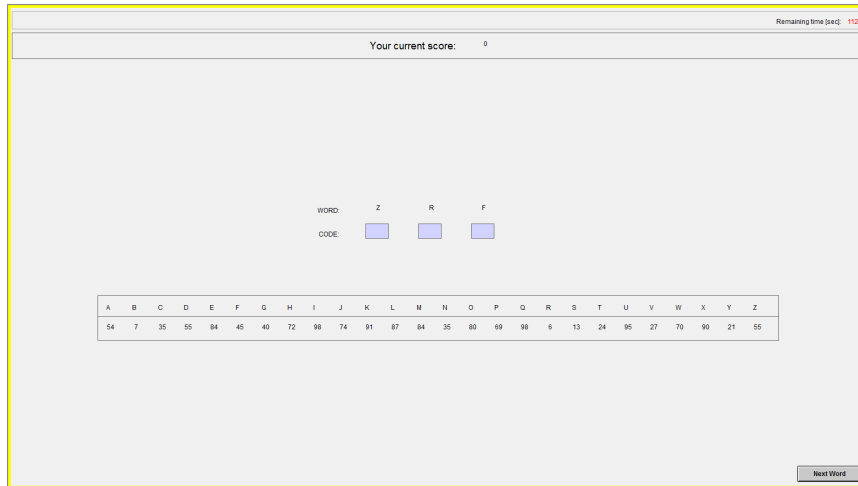 Remaining time [sec]: 112
Your current score: 0
WORD: Z R F
CODE:
A B C D E F G H I J K L M N O P Q R S T U V W X Y Z
54 7 35 55 84 45 40 72 98 74 91 87 84 35 80 69 98 6 13 24 95 27 70 90 21 55
Next Word